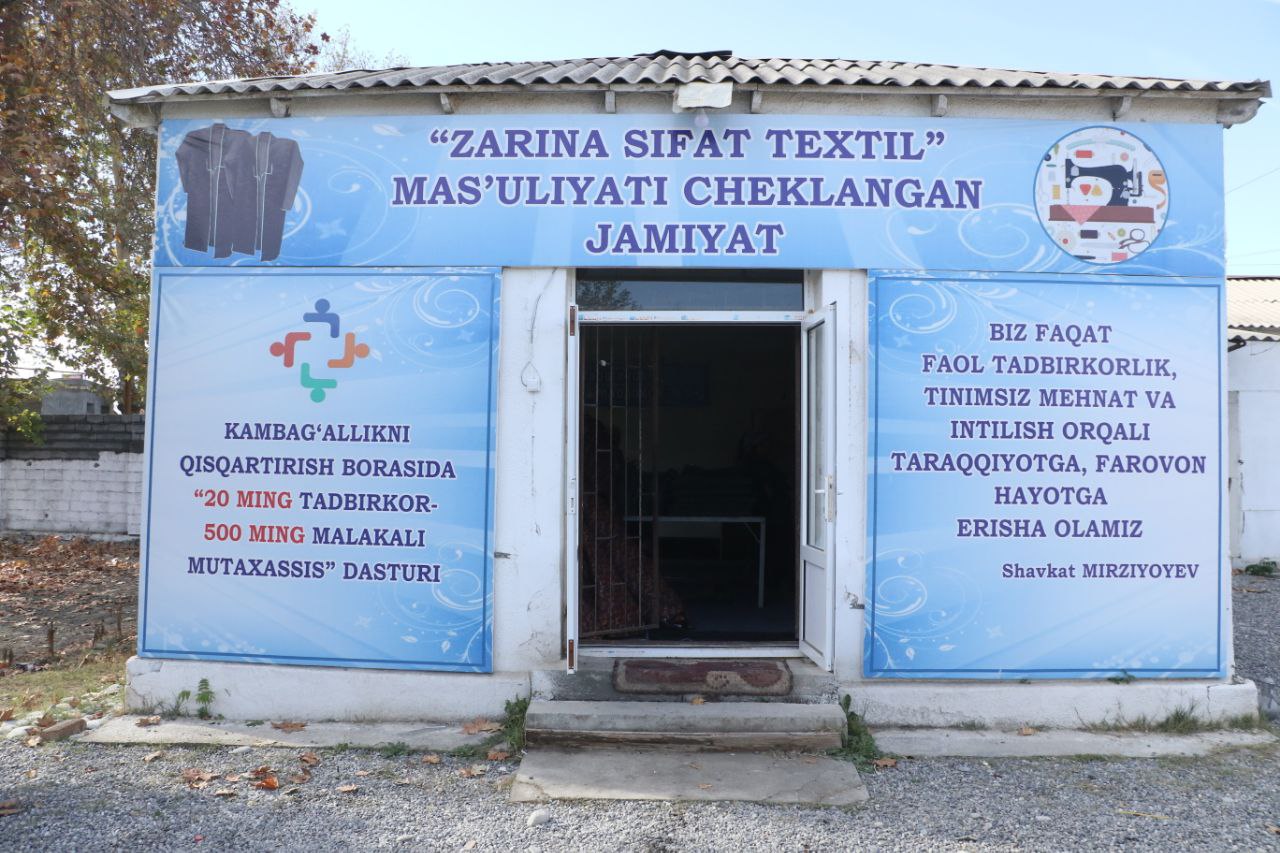 “ZARINA SIFAT TEXTIL”
MAS’ULIYATI CHEKLANGAN
JAMIYAT
KAMBAG‘ALLIKNI
QISQARTIRISH BORASIDA
“20 MING TADBIRKOR-
500 MING MALAKALI
MUTAXASSIS” DASTURI
BIZ FAQAT
FAOL TADBIRKORLIK,
TINIMSIZ MEHNAT VA
INTILISH ORQALI
TARAQQIYOTGA, FAROVON
HAYOTGA
ERISHA OLAMIZ
Shavkat MIRZIYOYEV